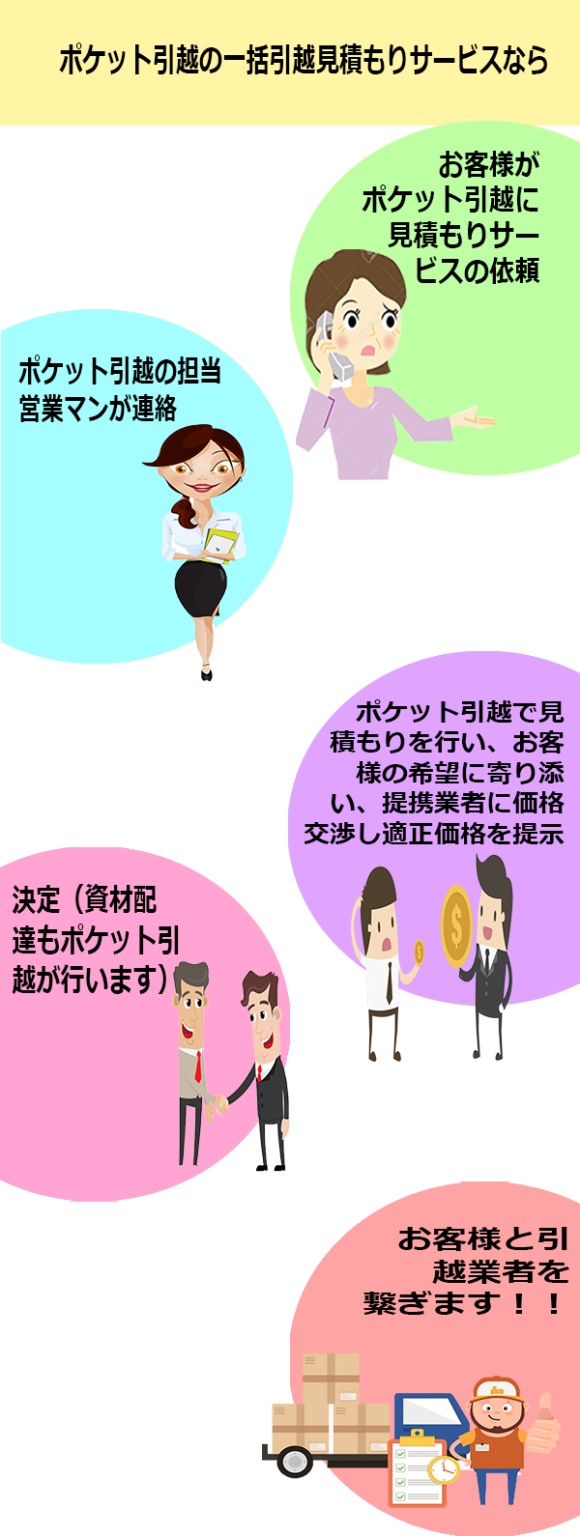 ポケット引越の一括引越見積もりサービスなら
お客様が
ポケット引越に
見積もりサー
ビスの依頼
ポケット引越の担当
営業マンが連絡
ポケット引越で見
積もりを行い、お客
様の希望に寄り添
い、提携業者に価格
交渉し適正価格を提示
決定（資材配
達もポケット引
越が行います）
お客様と引
越業者を
繋ぎます！！